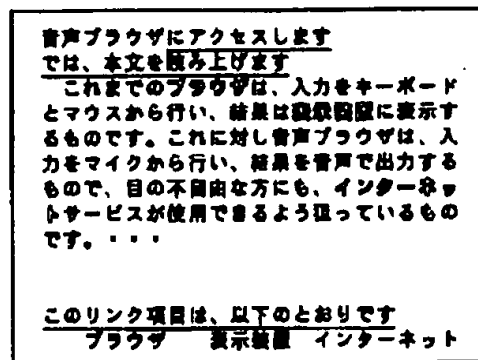 音声ブラウザにアクセスします
では、本文を読み上げます
これまでのブラウザは、入力をキーボード
とマウスから行い、結果は表示装置に表示す
るものです。これに対し音声ブラウザは、入
力をマイクから行い、結果を音声で出力する
もので、目の不自由な方にも、インターネッ
トサービスが使用できるよう扱っているもの
です。・・・
このリンク項目は、以下のとおりです
ブラウザ 表示装置 インターネット